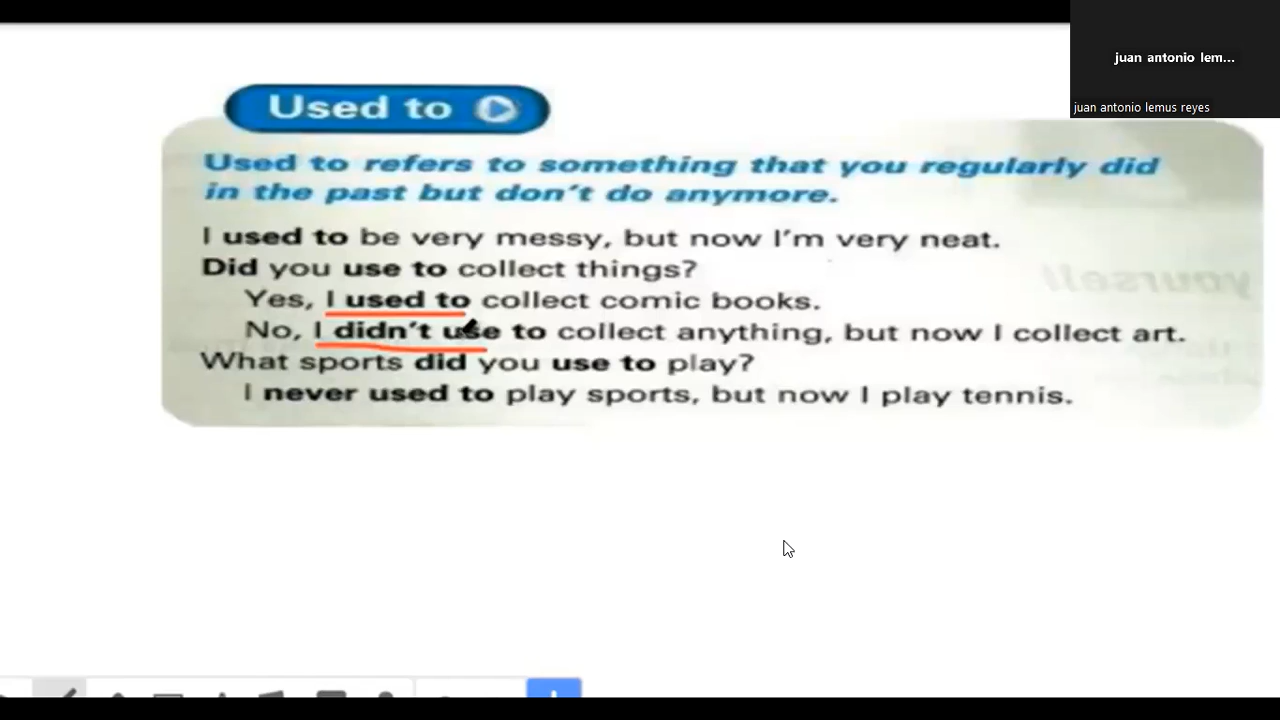 juan antonio lem...
juan antonio lemus reyes
Used to
Used to refers to something that you regularly did
in the past but don't do anymore.
I used to be very messy, but now I'm very neat.
Did you use to collect things?
Yes, I used to collect comic books.
No, I didn't use to collect anything, but now I collect art.
What sports did you use to play?
I never used to play sports, but now I play tennis.
yourself